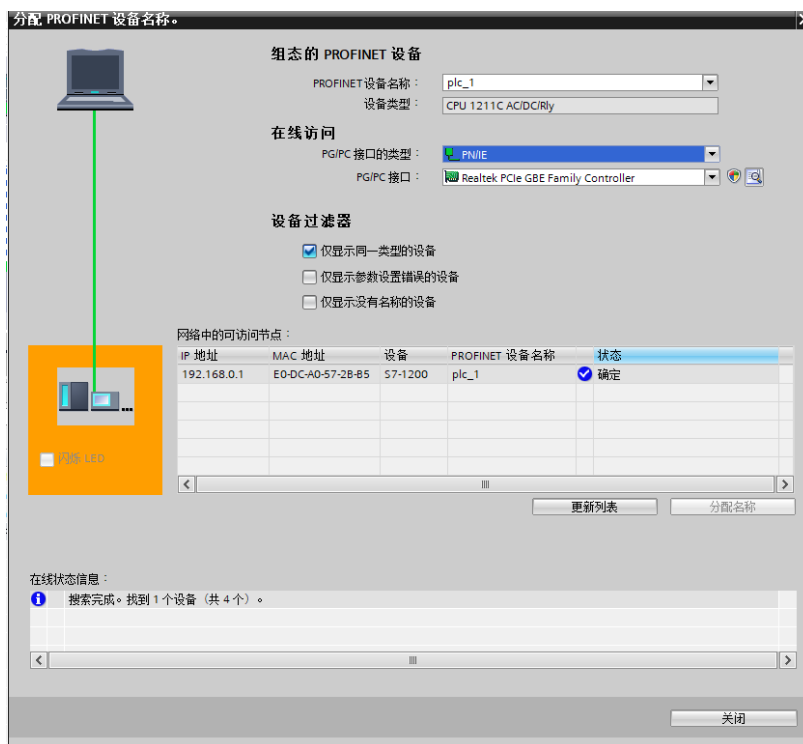 分配 PROFINET 设备名称。
组态的 PROFINET 设备
PROFINET设备名称： plc_1
设备类型： CPU 1211C AC/DC/Rly
在线访问
PG/PC 接口的类型： PN/IE
PG/PC 接口： Realtek PCIe GBE Family Controller
设备过滤器
仅显示同一类型的设备
仅显示参数设置错误的设备
仅显示没有名称的设备
网络中的可访问节点：
IP 地址 MAC 地址 设备 PROFINET 设备名称 状态
192.168.0.1 E0-DC-A0-57-2B-B5 S7-1200 plc_1 确定
闪烁 LED
更新列表 分配名称
在线状态信息：
搜索完成。找到 1 个设备（共 4 个）。
关闭